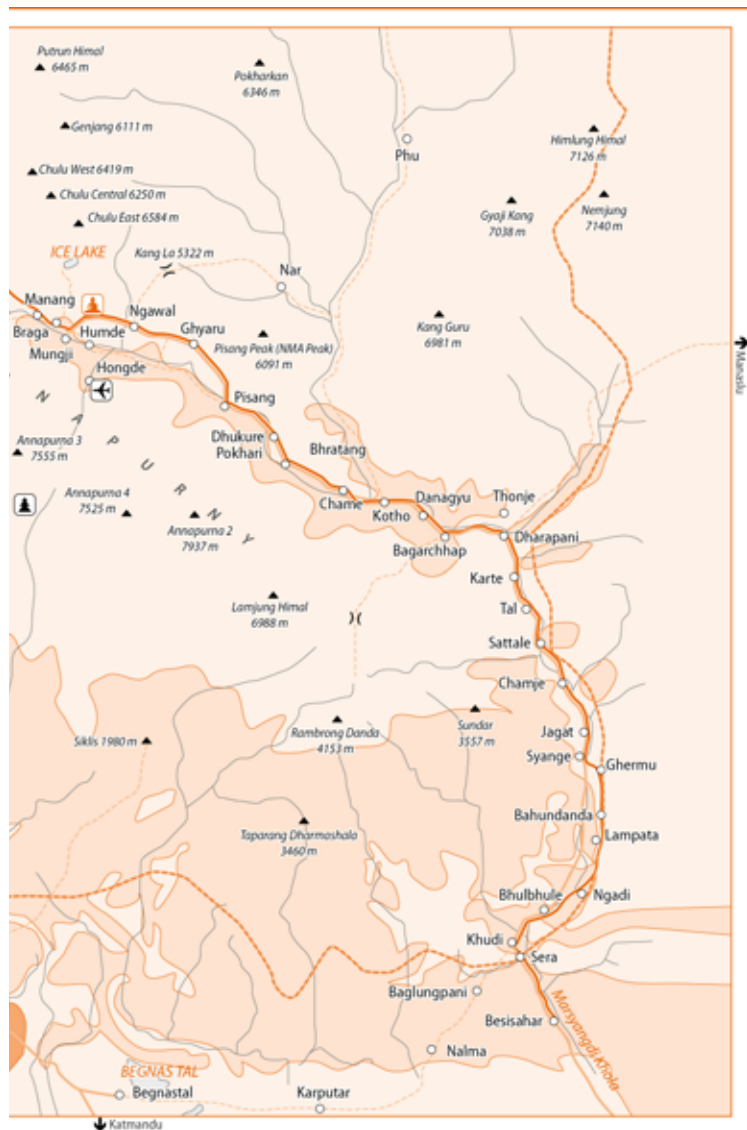 Putrun Himal
6465 m
Pokharkan
6346 m
Genjang 6111 m
Phu
Himlung Himal
7126 m
Chulu West 6419 m
Chulu Central 6250 m
Chulu East 6584 m
Gyaji Kang
7038 m
Nemjung
7140 m
ICE LAKE
Kang La 5322 m
Nar
Manang
Ngawal
Braga
Humde
Ghyaru
Mungji
Pisang Peak (NMA Peak)
6091 m
Kang Guru
6981 m
Manaslu
Hongde
Pisang
N A P U R N Y
Annapurna 3
7555 m
Dhukure
Pokhari
Bhratang
Annapurna 4
7525 m
Annapurna 2
7937 m
Chame
Kotho
Danagyu
Thonje
Bagarchhap
Dharapani
Karte
Lamjung Himal
6988 m
Tal
Sattale
Chamje
Siklis 1980 m
Rambrong Danda
4153 m
Sundar
3557 m
Jagat
Syange
Ghermu
Taparang Dharmashala
3460 m
Bahundanda
Lampata
Bhulbhule
Ngadi
Khudi
Sera
Baglungpani
Besisahar
Marsyangdi Khola
Nalma
BEGNAS TAL
Begnastal
Karputar
Katmandu